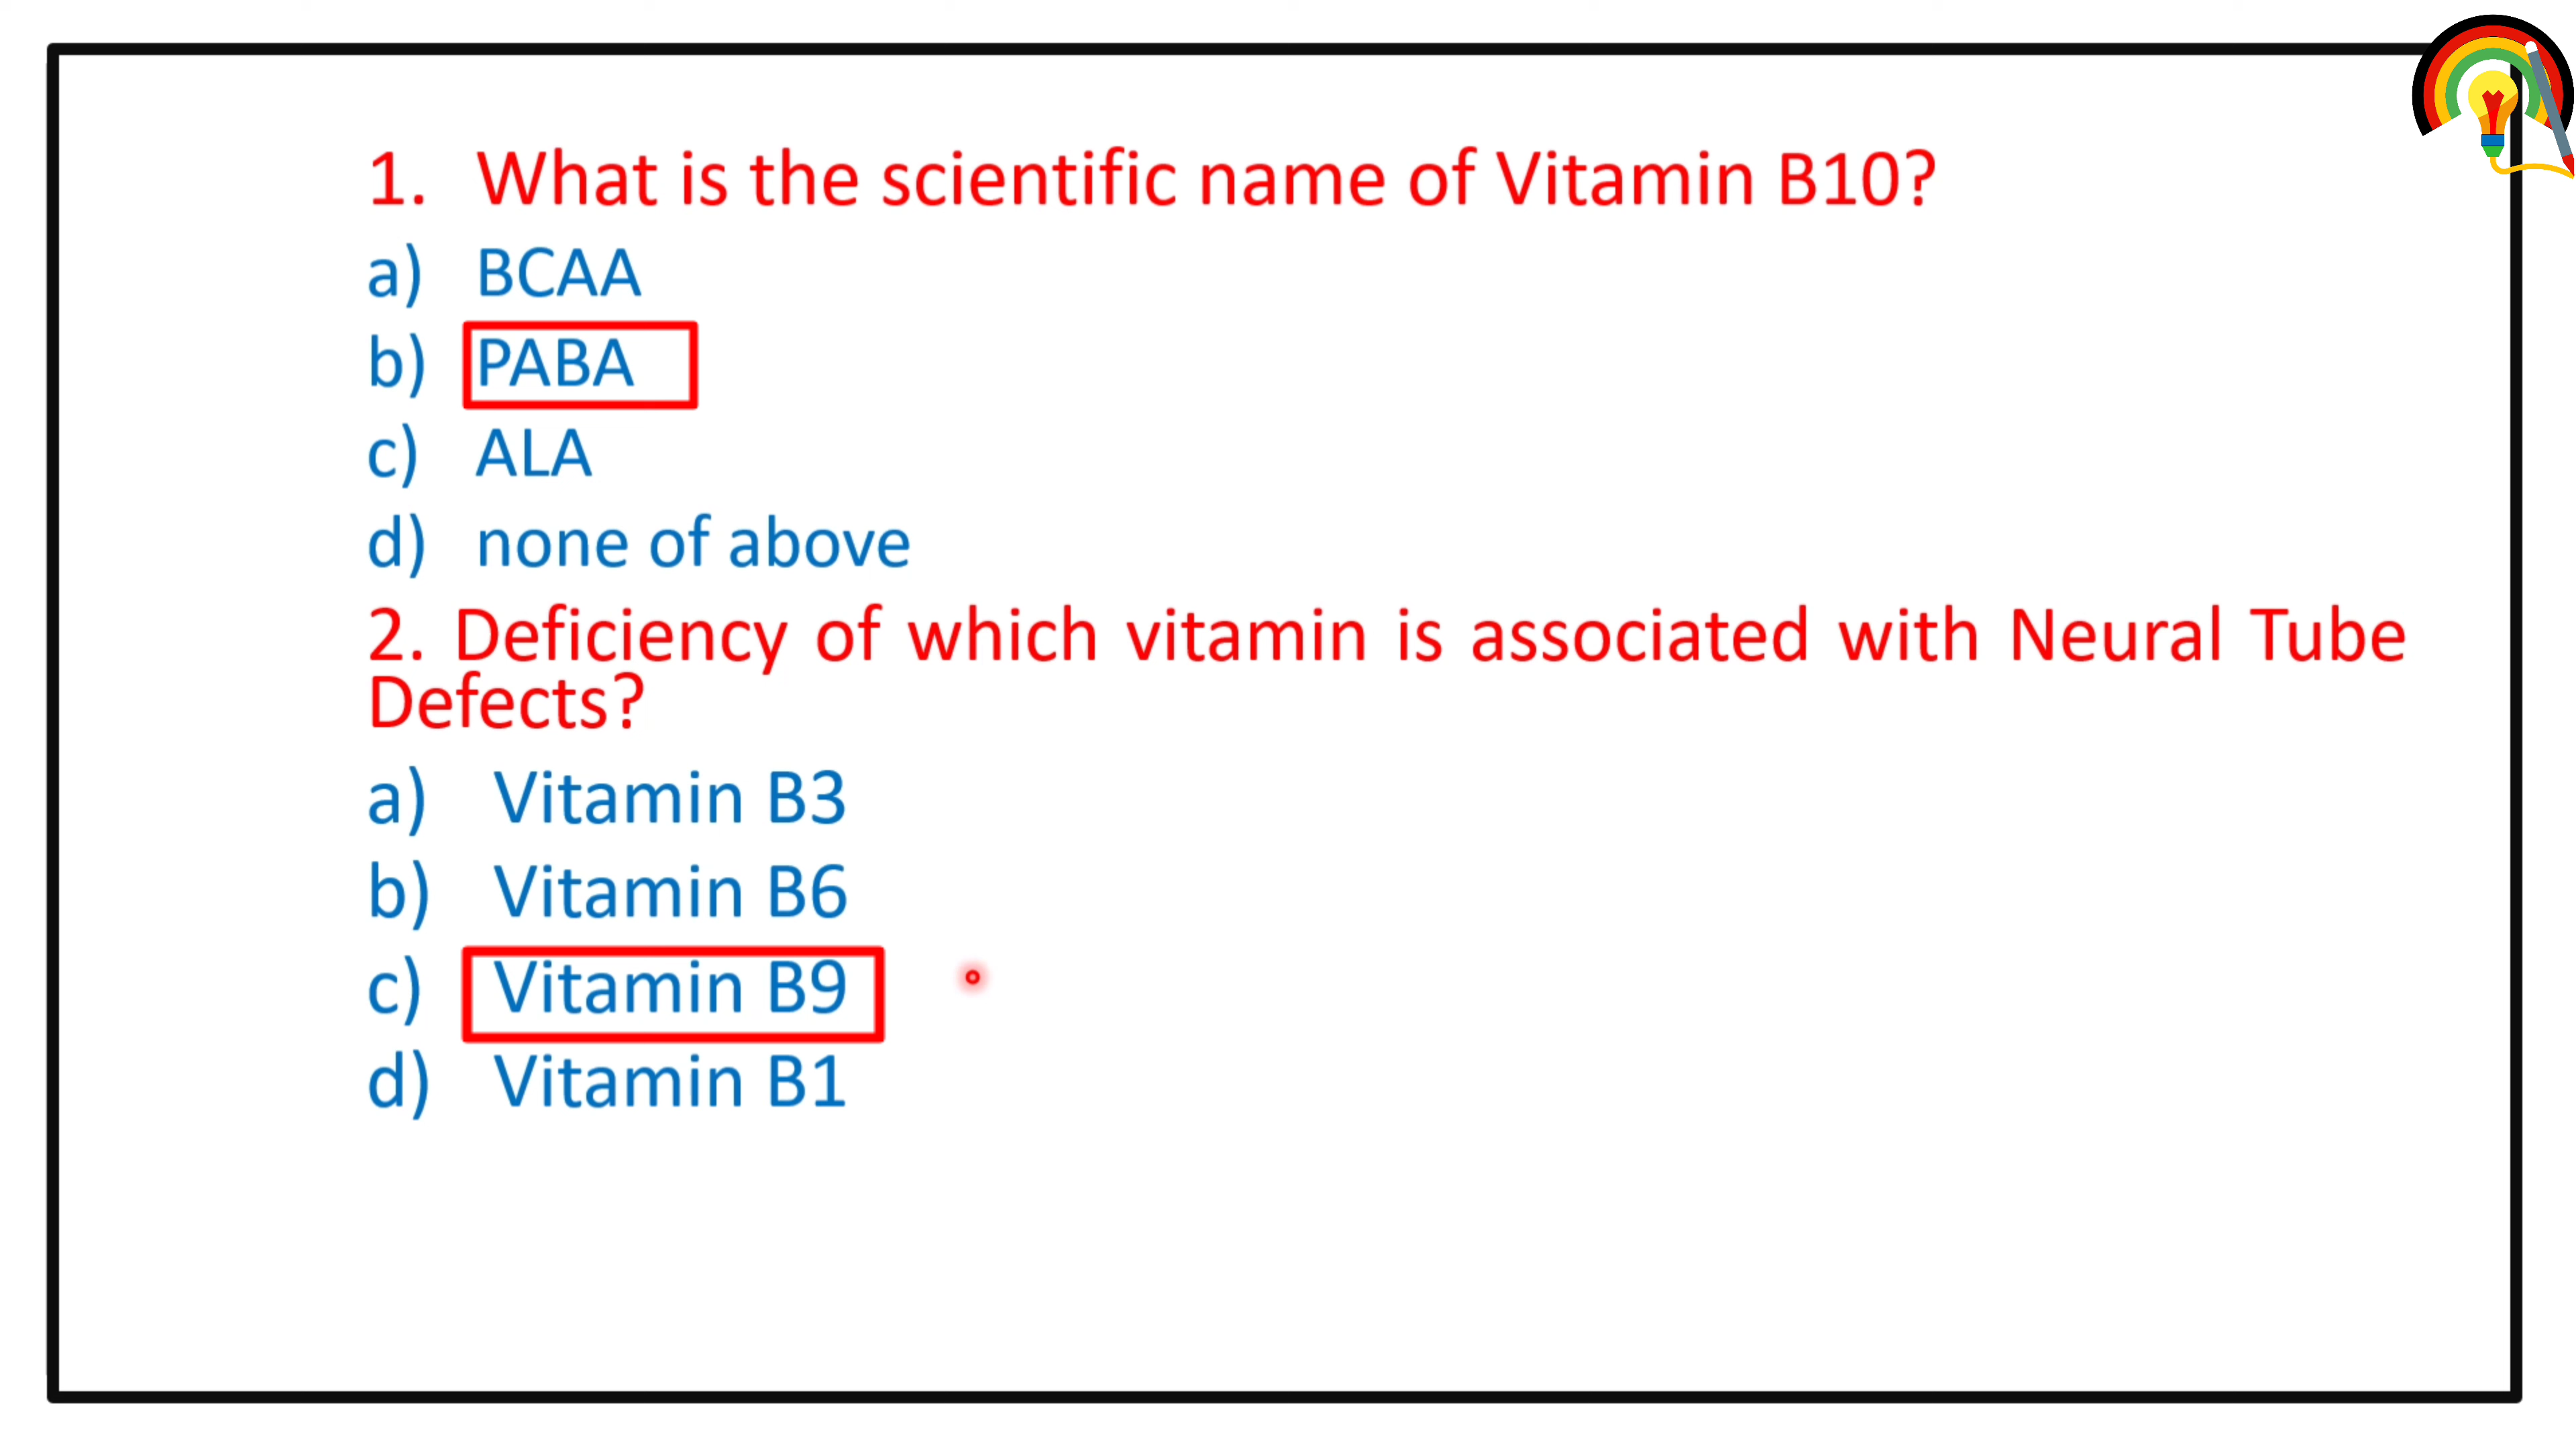 1. What is the scientific name of Vitamin B10?
a) BCAA
b) PABA
c) ALA
d) none of above
2. Deficiency of which vitamin is associated with Neural Tube
Defects?
a) Vitamin B3
b) Vitamin B6
c) Vitamin B9
d) Vitamin B1